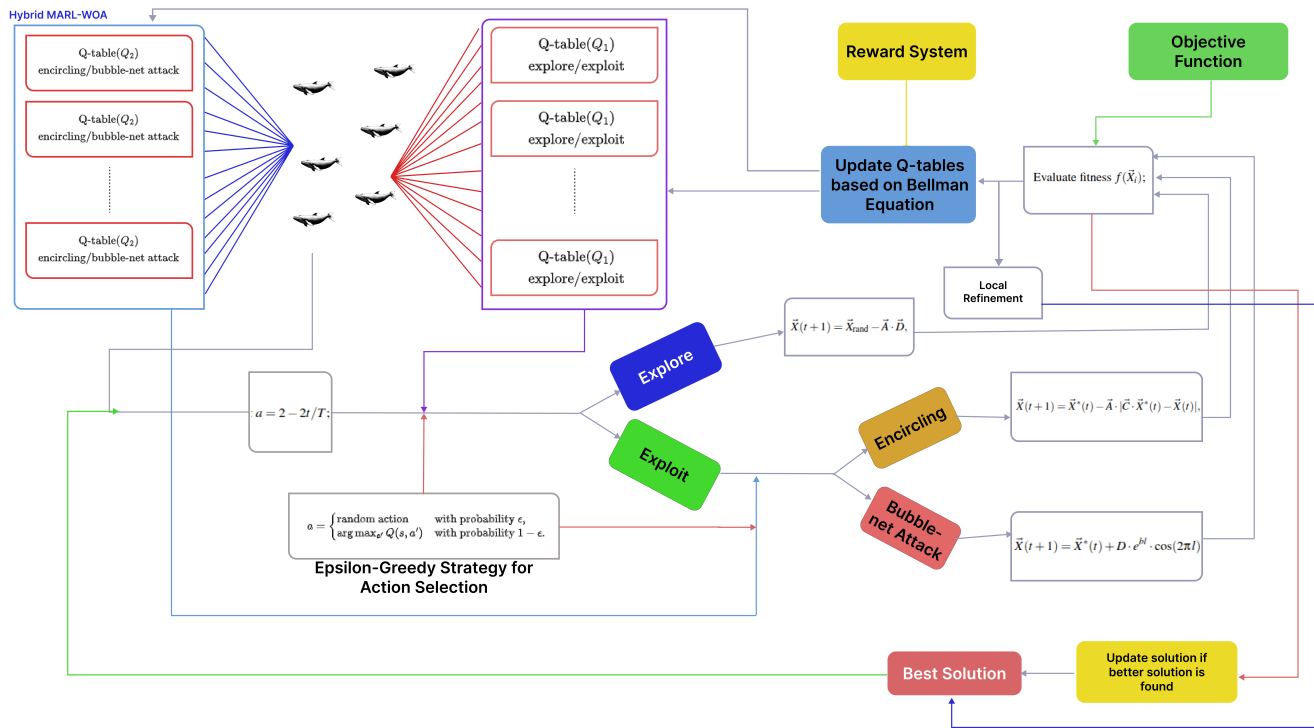 Hybrid MARL-WOA
Q-table(Q₂)
encircling/bubble-net attack
Q-table(Q₂)
encircling/bubble-net attack
Q-table(Q₂)
encircling/bubble-net attack
Q-table(Q₁)
explore/exploit
Q-table(Q₁)
explore/exploit
Q-table(Q₁)
explore/exploit
Reward System
Objective
Function
Update Q-tables
based on Bellman
Equation
Evaluate fitness f(X⃗ᵢ);
Local
Refinement
X⃗(t+1) = X⃗rand − A⃗ · D⃗,
Explore
a = 2 − 2t/T;
Exploit
Encircling
X⃗(t+1) = X⃗*(t) − A⃗ · |C⃗ · X⃗*(t) − X⃗(t)|,
Bubble-
net Attack
X⃗(t+1) = X⃗*(t) + D · eᵇˡ · cos(2πl)
a = { random action with probability ϵ,
arg maxₐ′ Q(s, a′) with probability 1 − ϵ.
Epsilon-Greedy Strategy for
Action Selection
Best Solution
Update solution if
better solution is
found